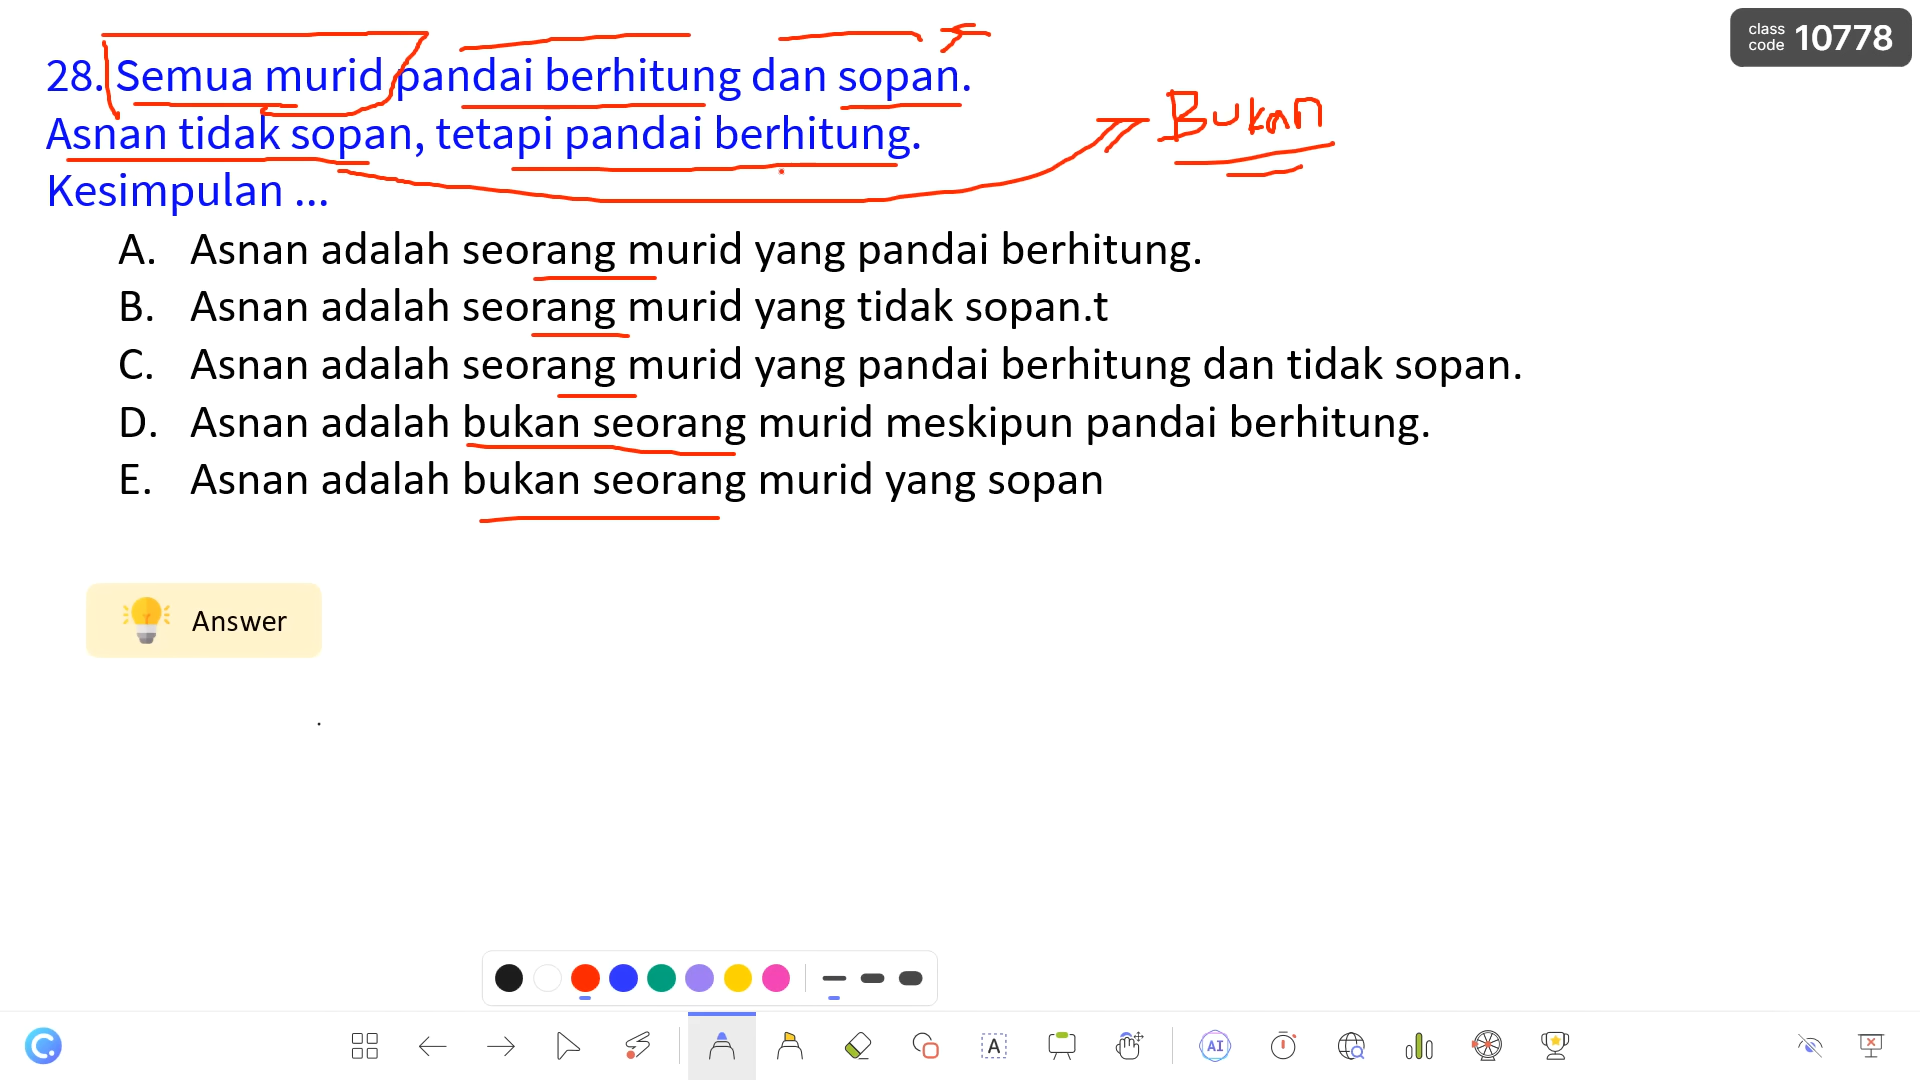 class code 10778
28. Semua murid pandai berhitung dan sopan.
Asnan tidak sopan, tetapi pandai berhitung.
Bukan
Kesimpulan ...
A. Asnan adalah seorang murid yang pandai berhitung.
B. Asnan adalah seorang murid yang tidak sopan.t
C. Asnan adalah seorang murid yang pandai berhitung dan tidak sopan.
D. Asnan adalah bukan seorang murid meskipun pandai berhitung.
E. Asnan adalah bukan seorang murid yang sopan
Answer
A
AI